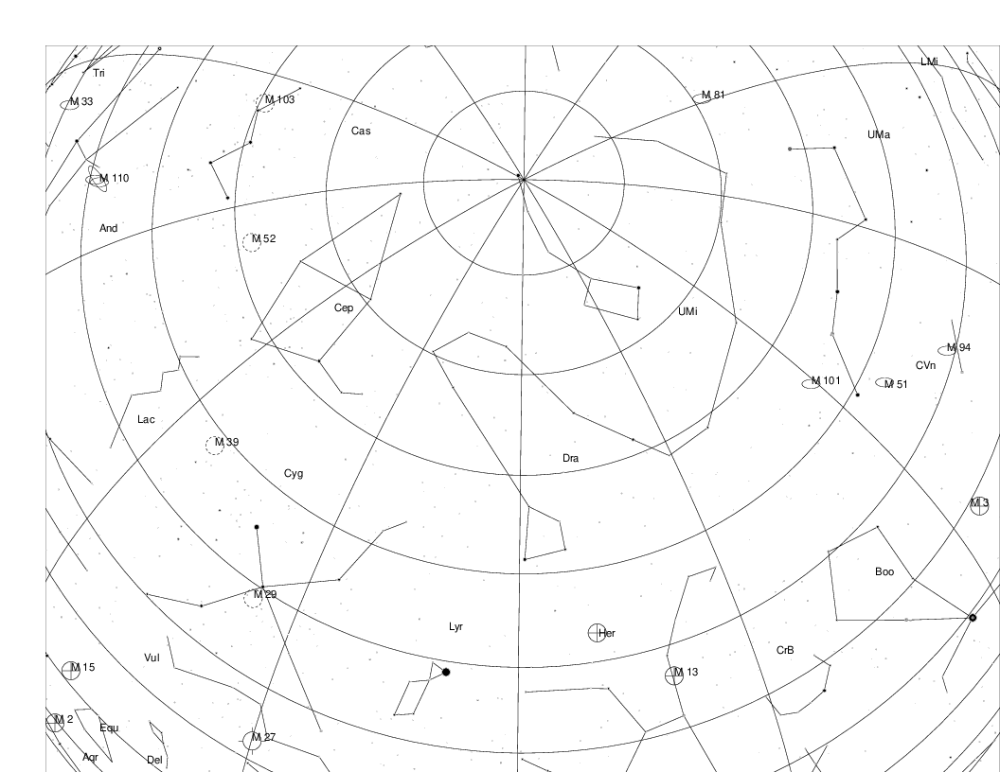 LMi
Tri
M 81
M 103
M 33
Cas
UMa
M 110
And
M 52
Cep
UMi
M 94
CVn
M 101
M 51
Lac
M 39
Dra
Cyg
M 3
Boo
M 29
Lyr
Her
CrB
Vul
M 15
M 13
M 2
Equ
M 27
Aqr
Del